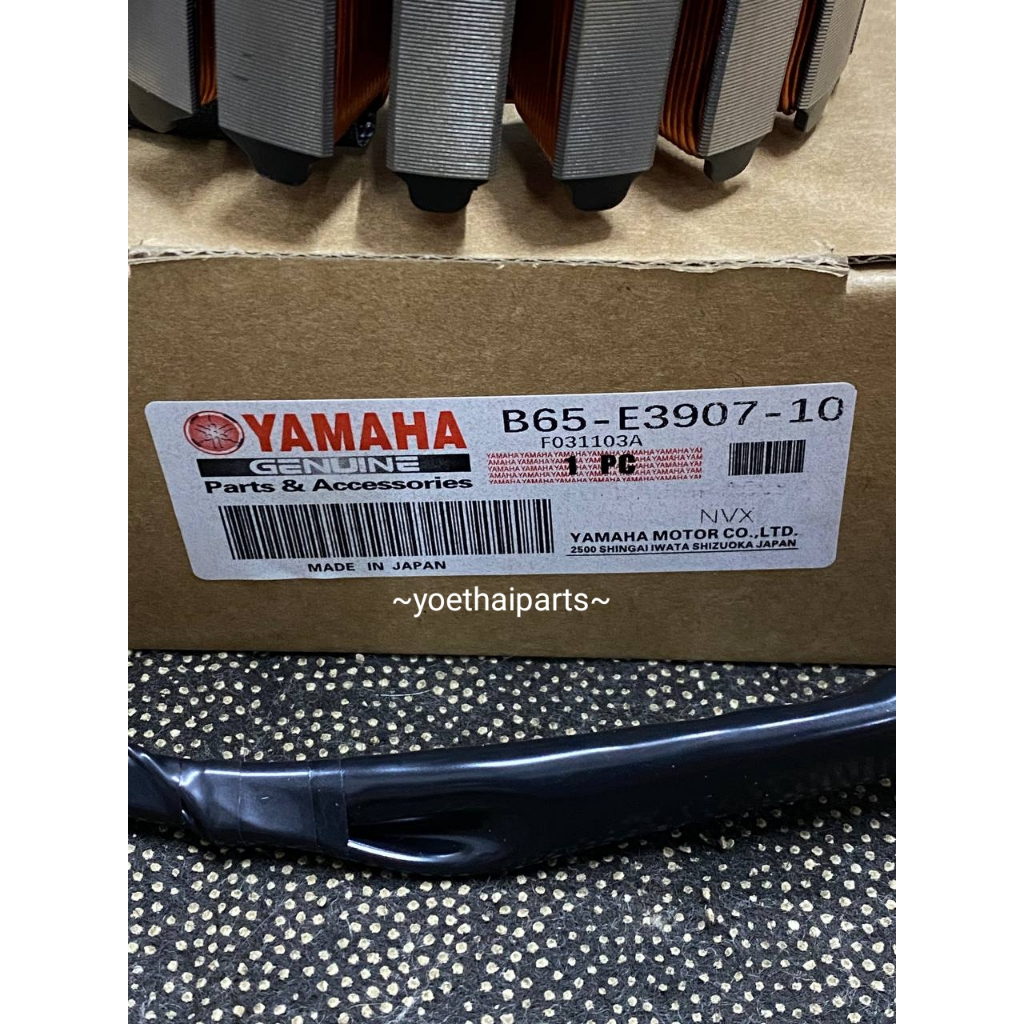 YAMAHA
GENUINE
Parts & Accessories
MADE IN JAPAN
B65-E3907-10
F031103A
1 PC
NVX
YAMAHA MOTOR CO.,LTD.
2500 SHINGAI IWATA SHIZUOKA JAPAN
~yoethaiparts~